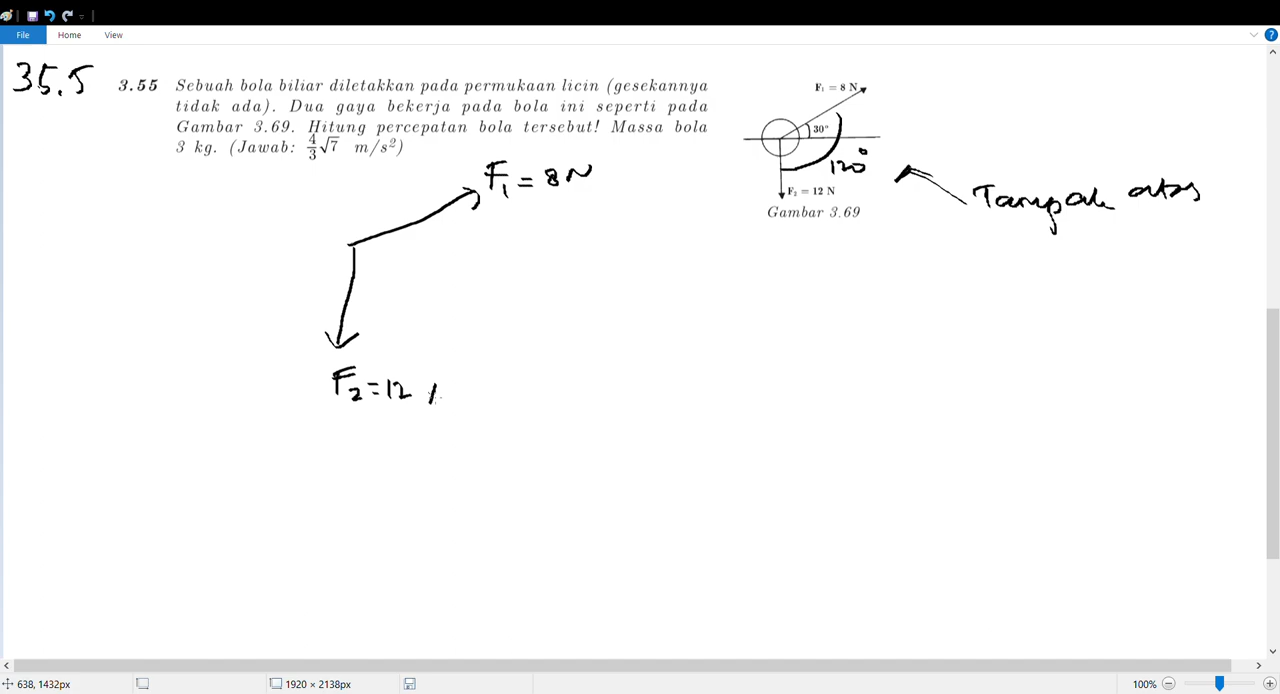 File Home View
35.5
3.55 Sebuah bola biliar diletakkan pada permukaan licin (gesekannya
tidak ada). Dua gaya bekerja pada bola ini seperti pada
Gambar 3.69. Hitung percepatan bola tersebut! Massa bola
3 kg. (Jawab: 4/3√7 m/s²)
F₁ = 8 N
30°
120°
F₂ = 12 N
Gambar 3.69
Tampak atas
F₁ = 8 N
F₂ = 12
638, 1432px
1920 × 2138px
100%